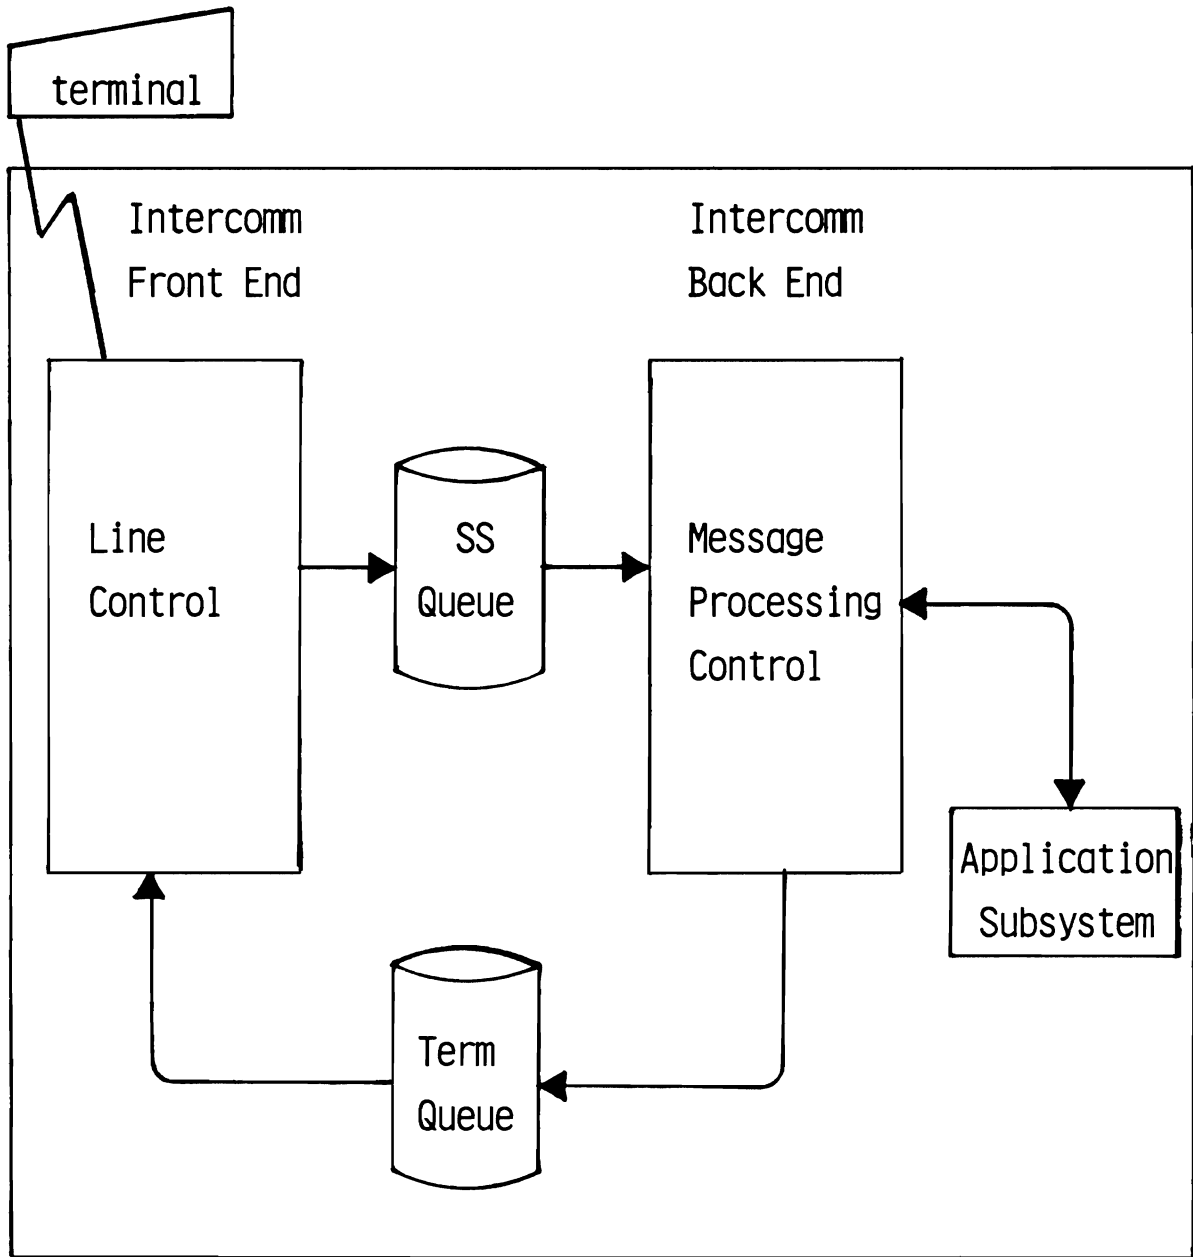 terminal
Intercomm
Front End
Intercomm
Back End
Line
Control
SS
Queue
Message
Processing
Control
Application
Subsystem
Term
Queue